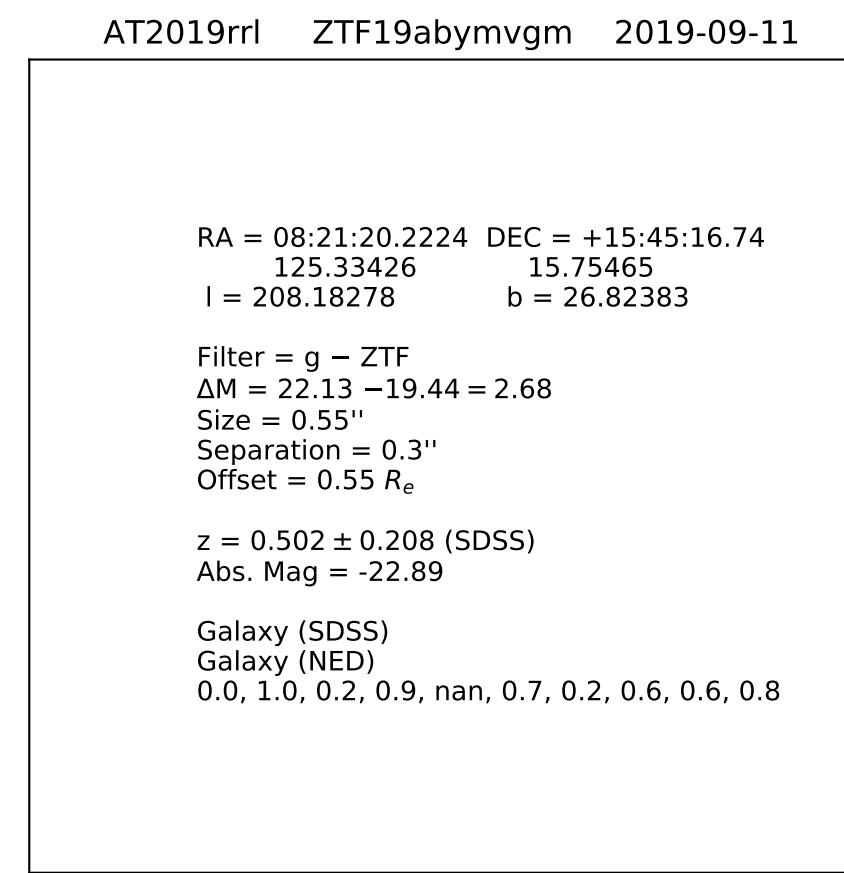 AT2019rrl ZTF19abymvgm 2019-09-11
RA = 08:21:20.2224 DEC = +15:45:16.74
125.33426 15.75465
l = 208.18278 b = 26.82383
Filter = g − ZTF
ΔM = 22.13 −19.44 = 2.68
Size = 0.55''
Separation = 0.3''
Offset = 0.55 Re
z = 0.502 ± 0.208 (SDSS)
Abs. Mag = -22.89
Galaxy (SDSS)
Galaxy (NED)
0.0, 1.0, 0.2, 0.9, nan, 0.7, 0.2, 0.6, 0.6, 0.8